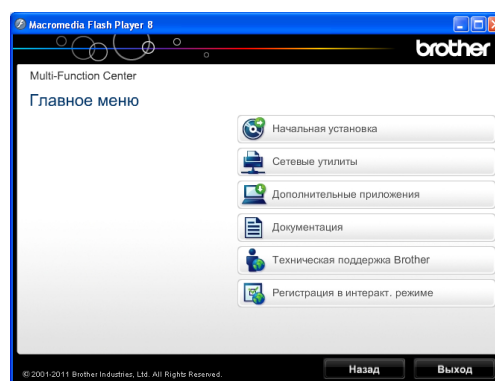 Macromedia Flash Player 8
brother
Multi-Function Center
Главное меню
Начальная установка
Сетевые утилиты
Дополнительные приложения
Документация
Техническая поддержка Brother
Регистрация в интеракт. режиме
© 2001-2011 Brother Industries, Ltd. All Rights Reserved.
Назад
Выход